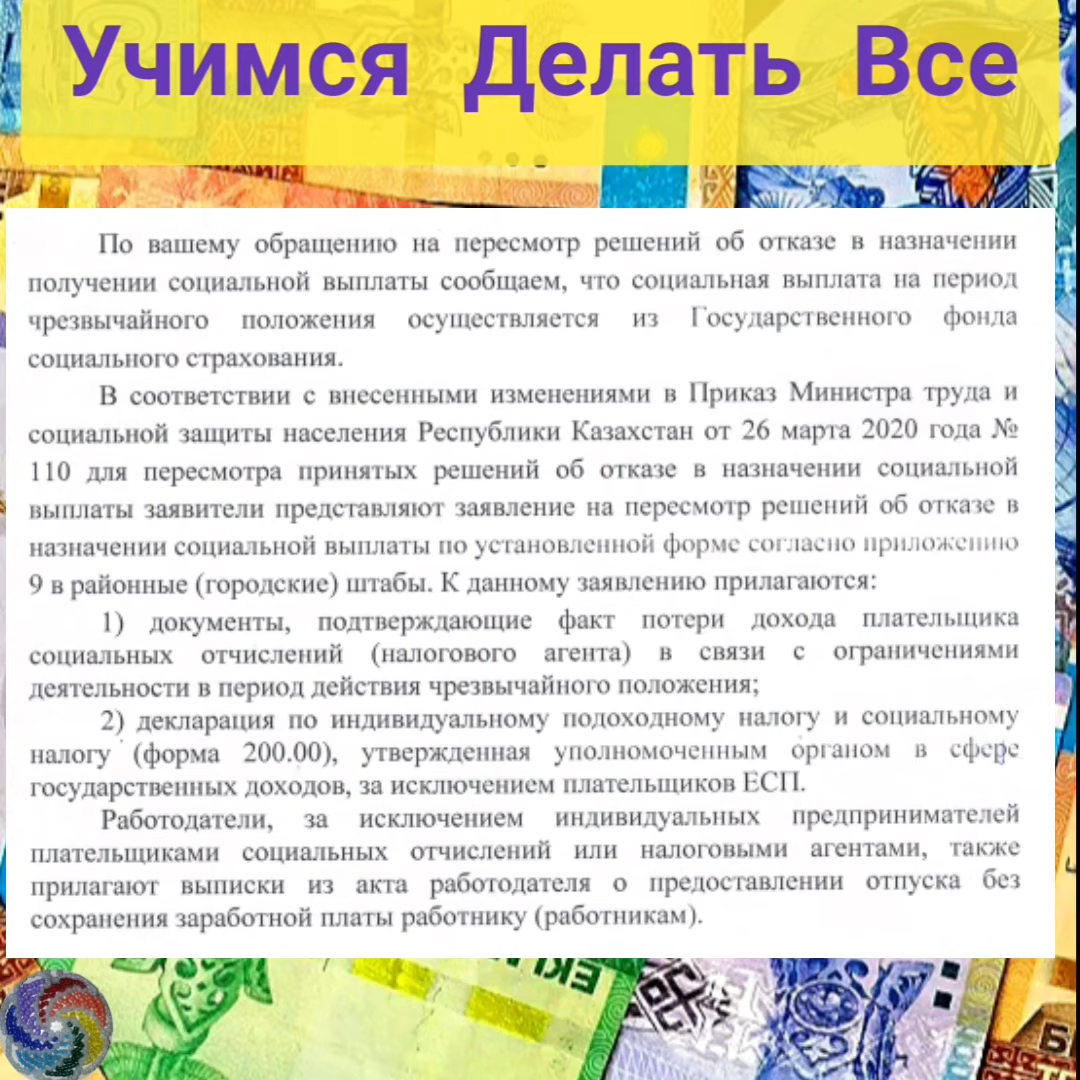 Учимся Делать Все
По вашему обращению на пересмотр решений об отказе в назначении
получении социальной выплаты сообщаем, что социальная выплата на период
чрезвычайного положения осуществляется из Государственного фонда
социального страхования.
В соответствии с внесенными изменениями в Приказ Министра труда и
социальной защиты населения Республики Казахстан от 26 марта 2020 года №
110 для пересмотра принятых решений об отказе в назначении социальной
выплаты заявители представляют заявление на пересмотр решений об отказе в
назначении социальной выплаты по установленной форме согласно приложению
9 в районные (городские) штабы. К данному заявлению прилагаются:
1) документы, подтверждающие факт потери дохода плательщика
социальных отчислений (налогового агента) в связи с ограничениями
деятельности в период действия чрезвычайного положения;
2) декларация по индивидуальному подоходному налогу и социальному
налогу (форма 200.00), утвержденная уполномоченным органом в сфере
государственных доходов, за исключением плательщиков ЕСП.
Работодатели, за исключением индивидуальных предпринимателей
плательщиками социальных отчислений или налоговыми агентами, также
прилагают выписки из акта работодателя о предоставлении отпуска без
сохранения заработной платы работнику (работникам).